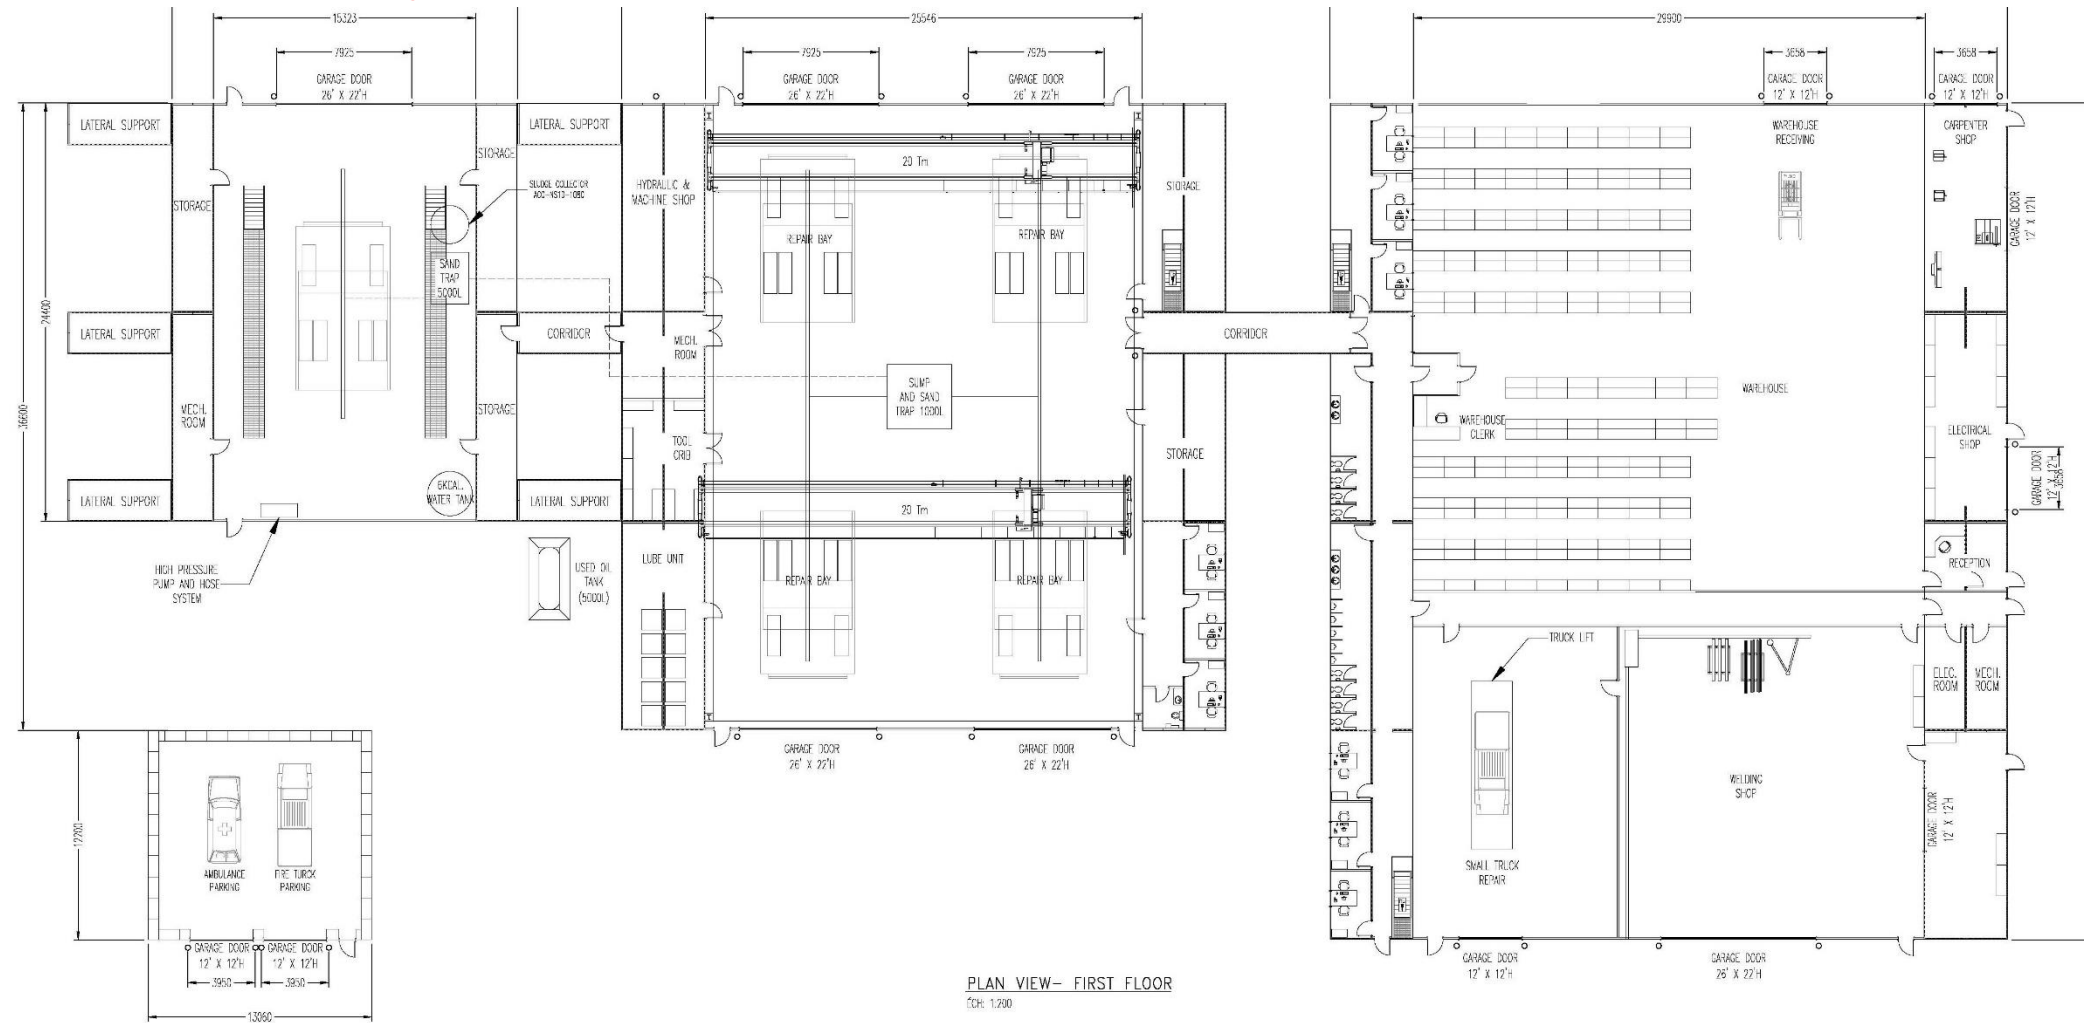 15323
25546
29900
7925
7925
7925
3658
3658
GARAGE DOOR
26' X 22'H
GARAGE DOOR
26' X 22'H
GARAGE DOOR
26' X 22'H
GARAGE DOOR
12' X 12'H
GARAGE DOOR
12' X 12'H
LATERAL SUPPORT
LATERAL SUPPORT
STORAGE
STORAGE
SLUDGE COLLECTOR
HYDRAULIC &
MACHINE SHOP
20 Tm
REPAIR BAY
REPAIR BAY
STORAGE
WAREHOUSE
RECEIVING
CARPENTER
SHOP
GARAGE DOOR
12' X 12'H
SAND
TRAP
5000L
24400
36600
LATERAL SUPPORT
CORRIDOR
MECH.
ROOM
CORRIDOR
SUMP
AND SAND
TRAP 1000L
WAREHOUSE
MECH.
ROOM
STORAGE
TOOL
CRIB
STORAGE
WAREHOUSE
CLERK
ELECTRICAL
SHOP
GARAGE DOOR
12' X 12'H
3658
LATERAL SUPPORT
6KGAL.
WATER TANK
LATERAL SUPPORT
20 Tm
HIGH PRESSURE
PUMP AND HOSE
SYSTEM
USED OIL
TANK
(5000L)
LUBE UNIT
REPAIR BAY
REPAIR BAY
RECEPTION
TRUCK LIFT
ELEC.
ROOM
MECH.
ROOM
GARAGE DOOR
26' X 22'H
GARAGE DOOR
26' X 22'H
WELDING
SHOP
GARAGE DOOR
12' X 12'H
12200
AMBULANCE
PARKING
FIRE TURCK
PARKING
SMALL TRUCK
REPAIR
GARAGE DOOR
12' X 12'H
GARAGE DOOR
12' X 12'H
3950
3950
13060
GARAGE DOOR
12' X 12'H
GARAGE DOOR
26' X 22'H
PLAN VIEW- FIRST FLOOR
ÉCH: 1:200